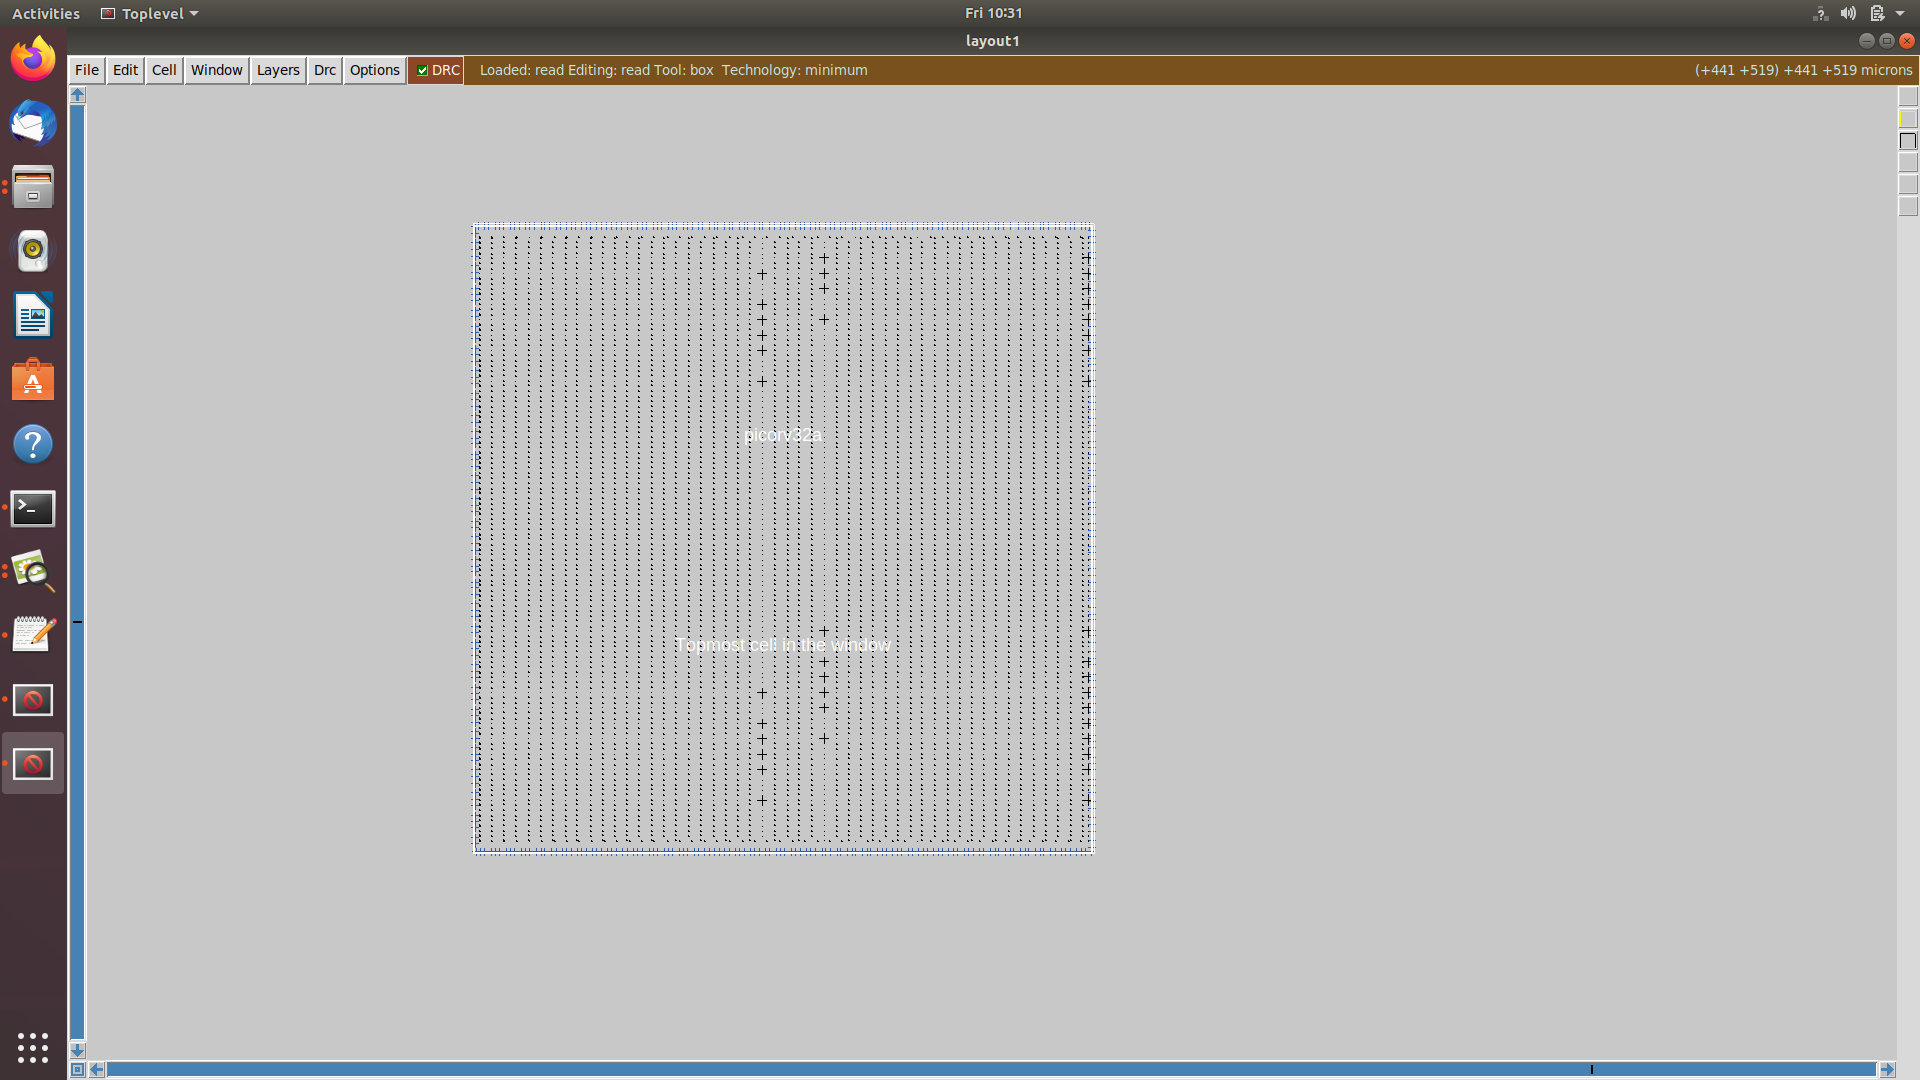 Activities Toplevel Fri 10:31
layout1
File Edit Cell Window Layers Drc Options DRC Loaded: read Editing: read Tool: box Technology: minimum (+441 +519) +441 +519 microns
picorv32a
Topmost cell in the window